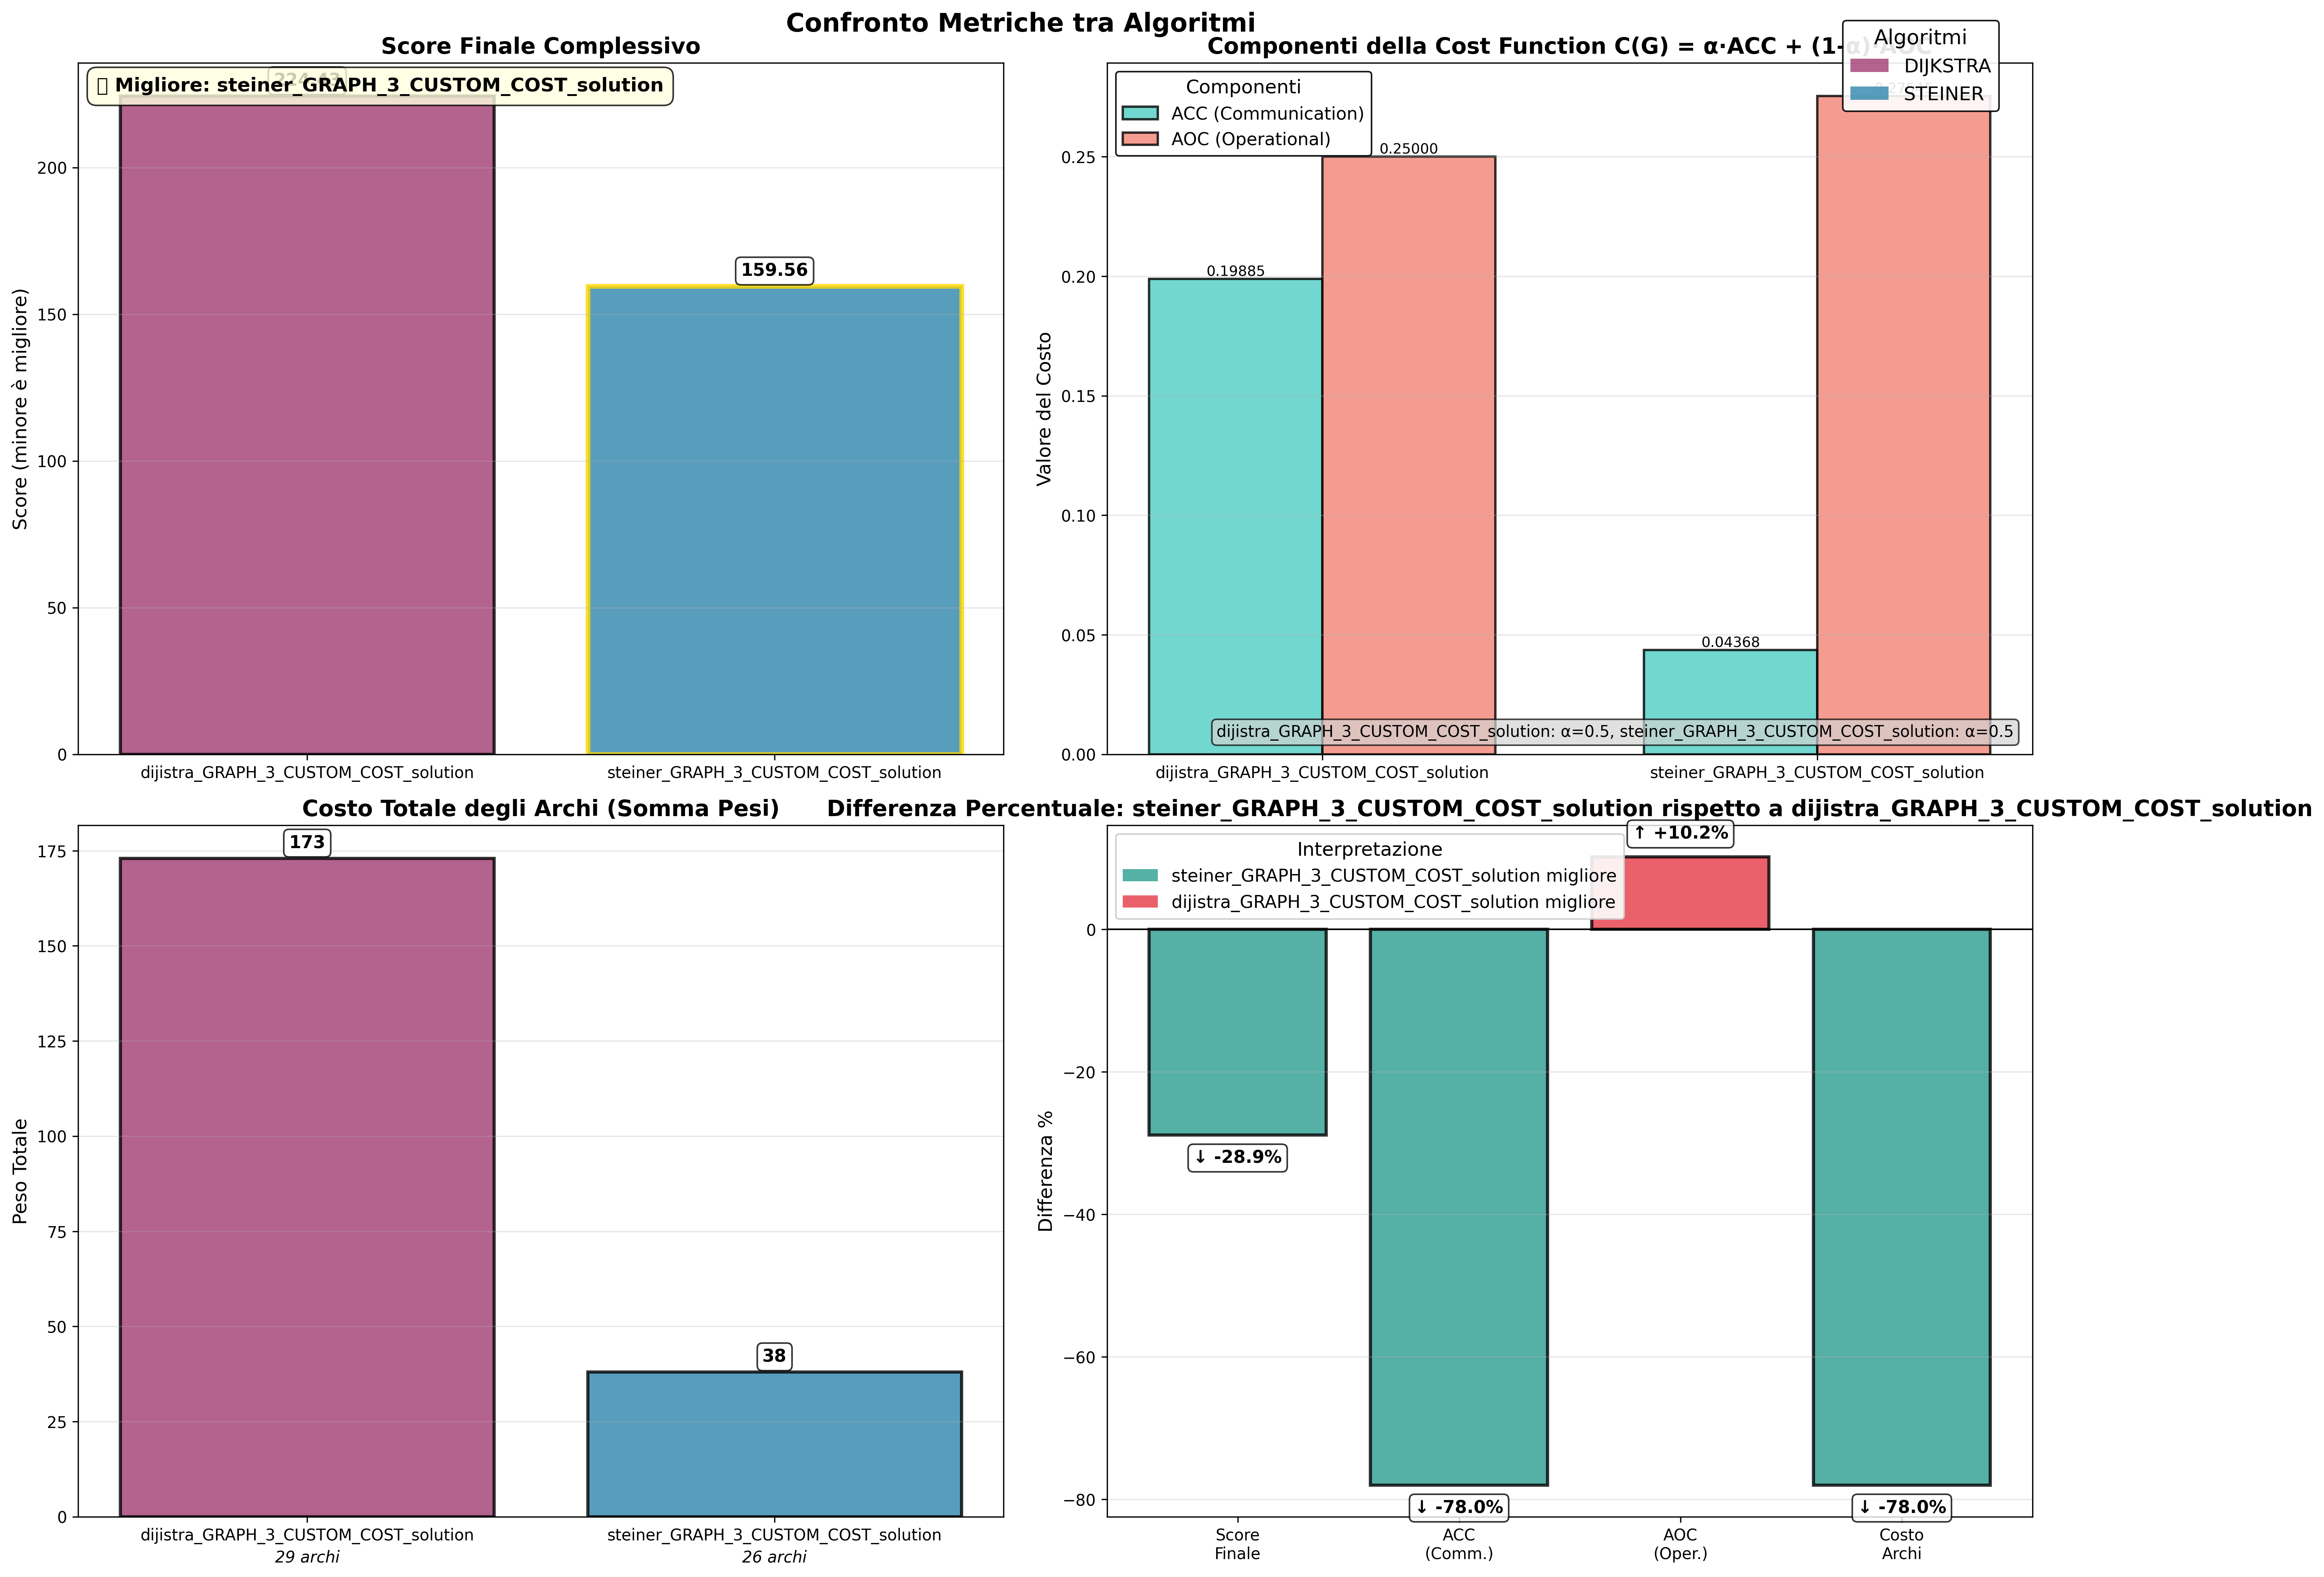 Confronto Metriche tra Algoritmi
Score Finale Complessivo
224.43
Migliore: steiner_GRAPH_3_CUSTOM_COST_solution
Score (minore è migliore)
200
150
100
50
0
159.56
dijistra_GRAPH_3_CUSTOM_COST_solution
steiner_GRAPH_3_CUSTOM_COST_solution
Componenti della Cost Function C(G) = α·ACC + (1-α)·AOC
Algoritmi
DIJKSTRA
STEINER
Componenti
ACC (Communication)
AOC (Operational)
Valore del Costo
0.25
0.20
0.15
0.10
0.05
0.00
0.19885
0.25000
0.04368
dijistra_GRAPH_3_CUSTOM_COST_solution: α=0.5, steiner_GRAPH_3_CUSTOM_COST_solution: α=0.5
dijistra_GRAPH_3_CUSTOM_COST_solution
steiner_GRAPH_3_CUSTOM_COST_solution
Costo Totale degli Archi (Somma Pesi)
Peso Totale
175
150
125
100
75
50
25
0
173
38
dijistra_GRAPH_3_CUSTOM_COST_solution
29 archi
steiner_GRAPH_3_CUSTOM_COST_solution
26 archi
Differenza Percentuale: steiner_GRAPH_3_CUSTOM_COST_solution rispetto a dijistra_GRAPH_3_CUSTOM_COST_solution
Interpretazione
steiner_GRAPH_3_CUSTOM_COST_solution migliore
dijistra_GRAPH_3_CUSTOM_COST_solution migliore
Differenza %
0
−20
−40
−60
−80
↓ -28.9%
↓ -78.0%
↑ +10.2%
↓ -78.0%
Score
Finale
ACC
(Comm.)
AOC
(Oper.)
Costo
Archi